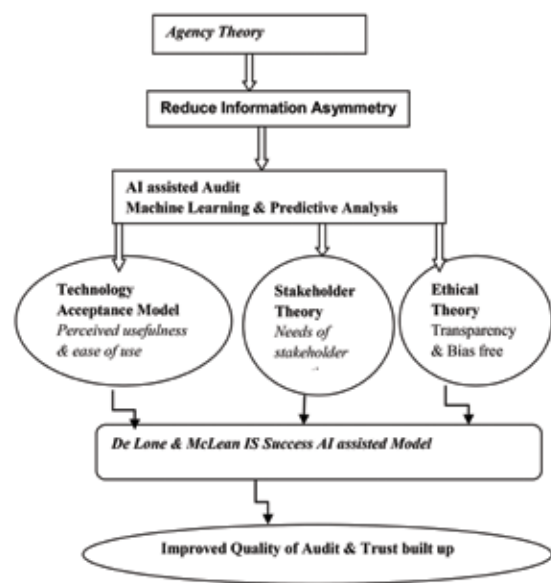 Agency Theory
Reduce Information Asymmetry
AI assisted Audit
Machine Learning & Predictive Analysis
Technology
Acceptance Model
Perceived usefulness
& ease of use
Stakeholder
Theory
Needs of
stakeholder
Ethical
Theory
Transparency
& Bias free
De Lone & McLean IS Success AI assisted Model
Improved Quality of Audit & Trust built up